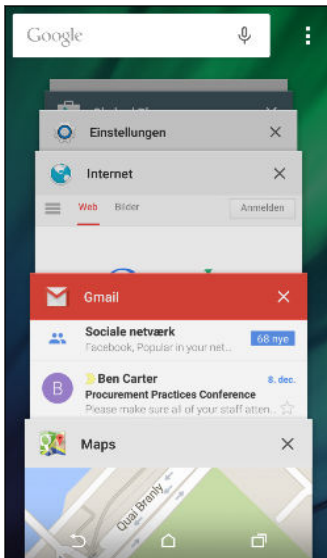 Google
Einstellungen
Internet
Web Bilder Anmelden
Gmail
Sociale netværk 68 nye
Facebook, Popular in your net...
B Ben Carter 8. dec.
Procurement Practices Conference
Please make sure all of your staff atten...
Maps
Quai Branly